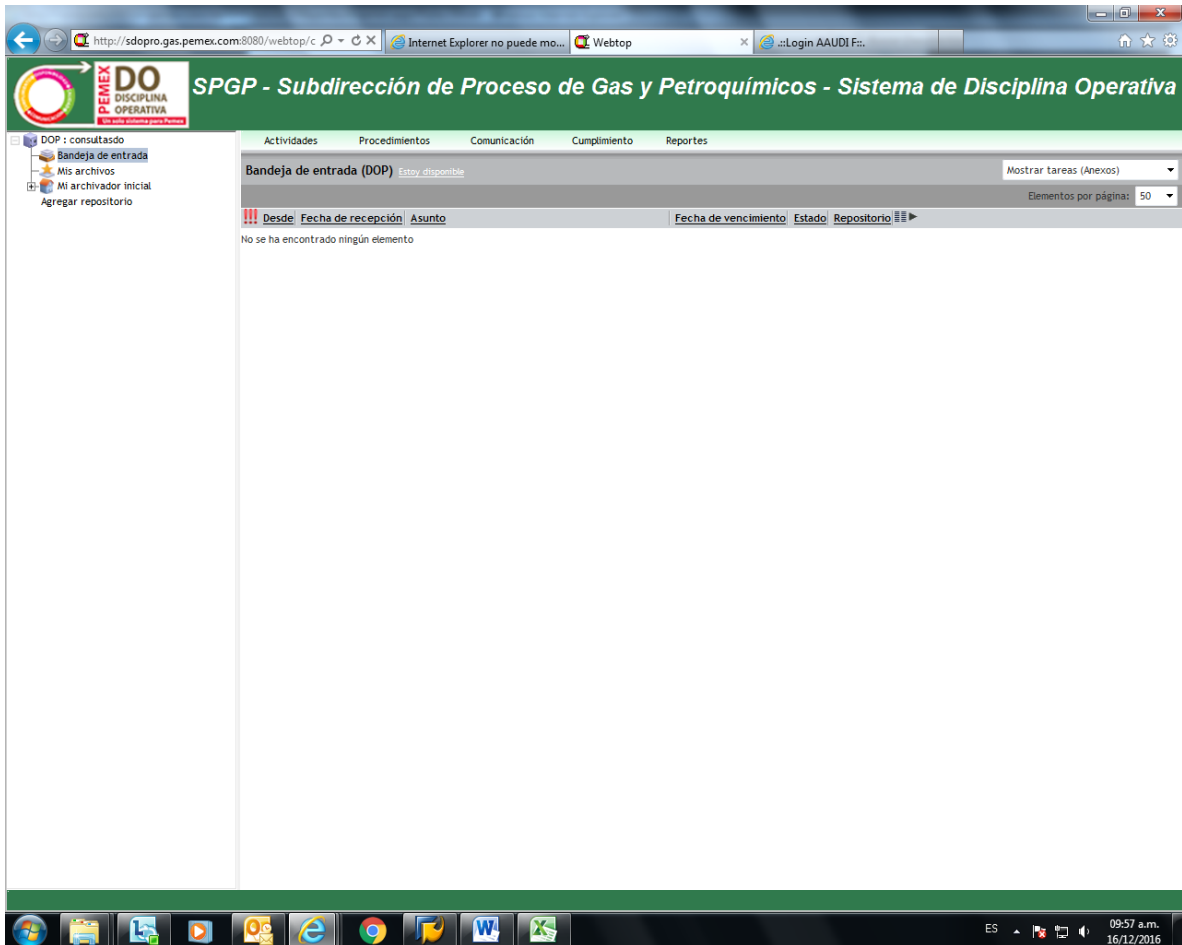 http://sdopro.gas.pemex.com:8080/webtop/c
Internet Explorer no puede mo...
Webtop
.::Login AAUDI F::.
PEMEX
DO
DISCIPLINA
OPERATIVA
Un solo sistema para Pemex
SPGP - Subdirección de Proceso de Gas y Petroquímicos - Sistema de Disciplina Operativa
DOP : consultasdo
Bandeja de entrada
Mis archivos
Mi archivador inicial
Agregar repositorio
Actividades Procedimientos Comunicación Cumplimiento Reportes
Bandeja de entrada (DOP) Estoy disponible
Mostrar tareas (Anexos)
Elementos por página: 50
!!! Desde Fecha de recepción Asunto Fecha de vencimiento Estado Repositorio
No se ha encontrado ningún elemento
ES
09:57 a.m.
16/12/2016